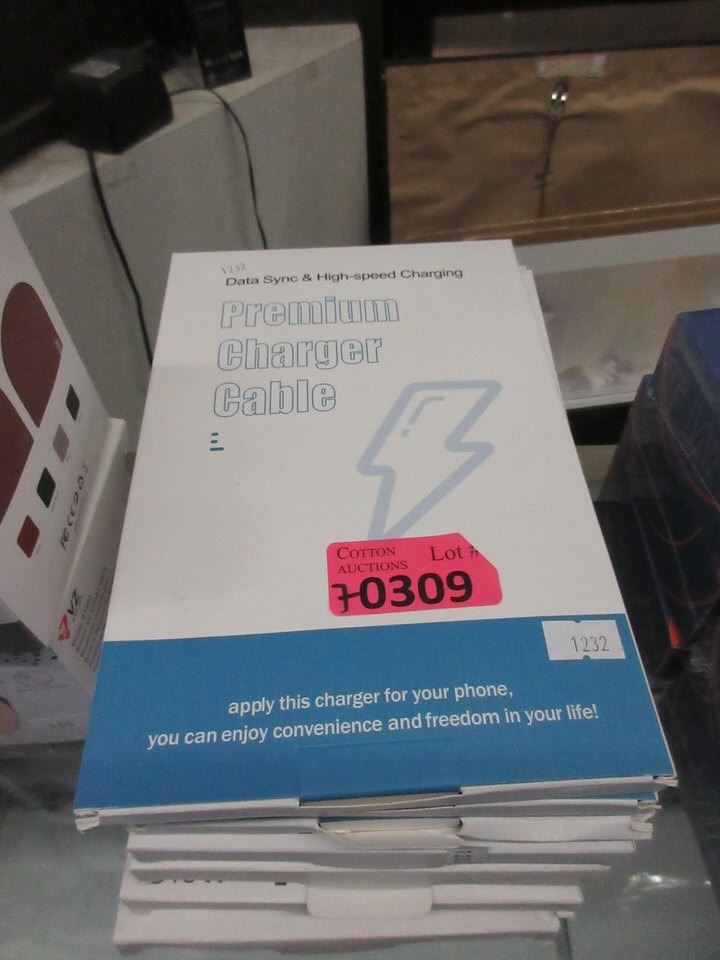 1232
Data Sync & High-speed Charging
Premium
Charger
Cable
COTTON
AUCTIONS
Lot #
70309
1232
apply this charger for your phone,
you can enjoy convenience and freedom in your life!
VZ